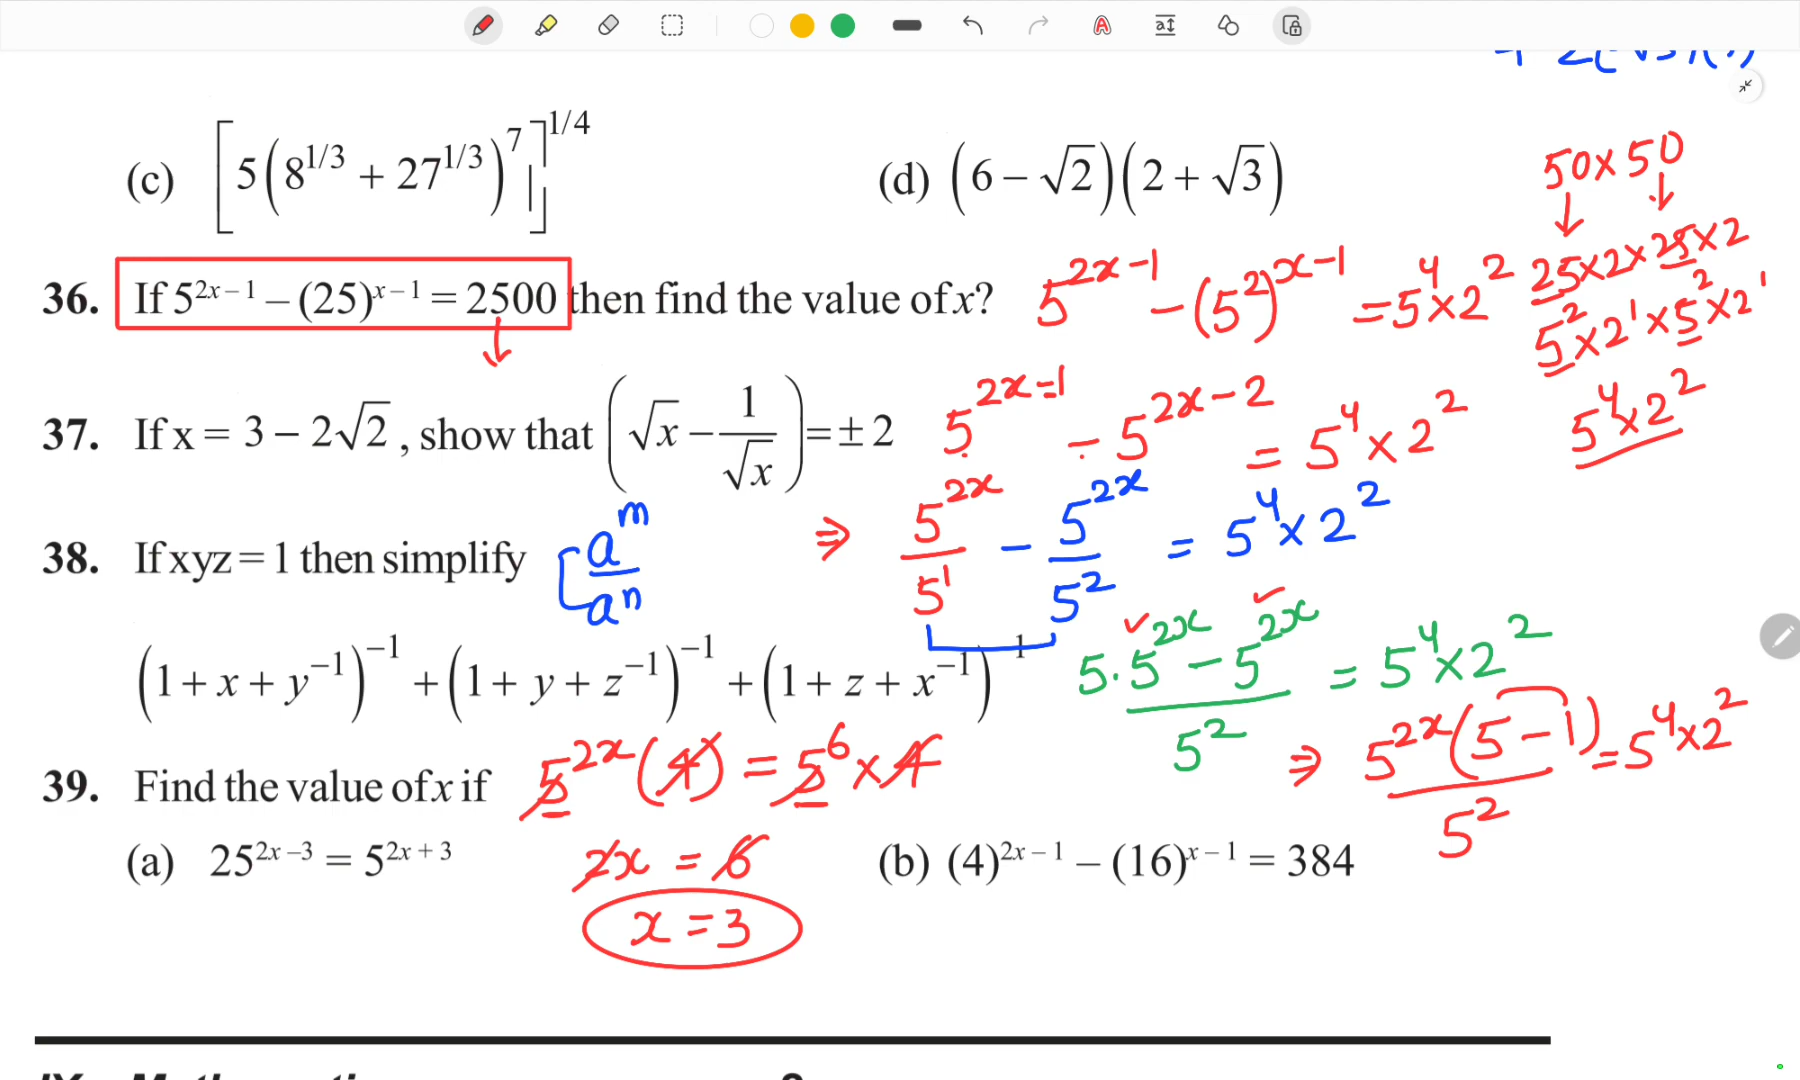 (c) [5(8^{1/3} + 27^{1/3})^7]^{1/4}
(d) (6 − √2)(2 + √3)
50 × 50
25×2×25×2
5^2×2^1×5^2×2^1
5^4×2^2
36. If 5^{2x−1} − (25)^{x−1} = 2500 then find the value of x?
5^{2x−1} − (5^2)^{x−1} = 5^4×2^2
37. If x = 3 − 2√2, show that (√x − 1/√x) = ± 2
5^{2x−1} − 5^{2x−2} = 5^4×2^2
⇒ 5^{2x}/5^1 − 5^{2x}/5^2 = 5^4×2^2
38. If xyz = 1 then simplify
a^m/a^n
(1 + x + y^{−1})^{−1} + (1 + y + z^{−1})^{−1} + (1 + z + x^{−1})^{−1}
(5·5^{2x} − 5^{2x})/5^2 = 5^4×2^2
⇒ 5^{2x}(5−1)/5^2 = 5^4×2^2
39. Find the value of x if
5^{2x}(4) = 5^6×4
(a) 25^{2x−3} = 5^{2x+3}
2x = 6
x = 3
(b) (4)^{2x−1} − (16)^{x−1} = 384